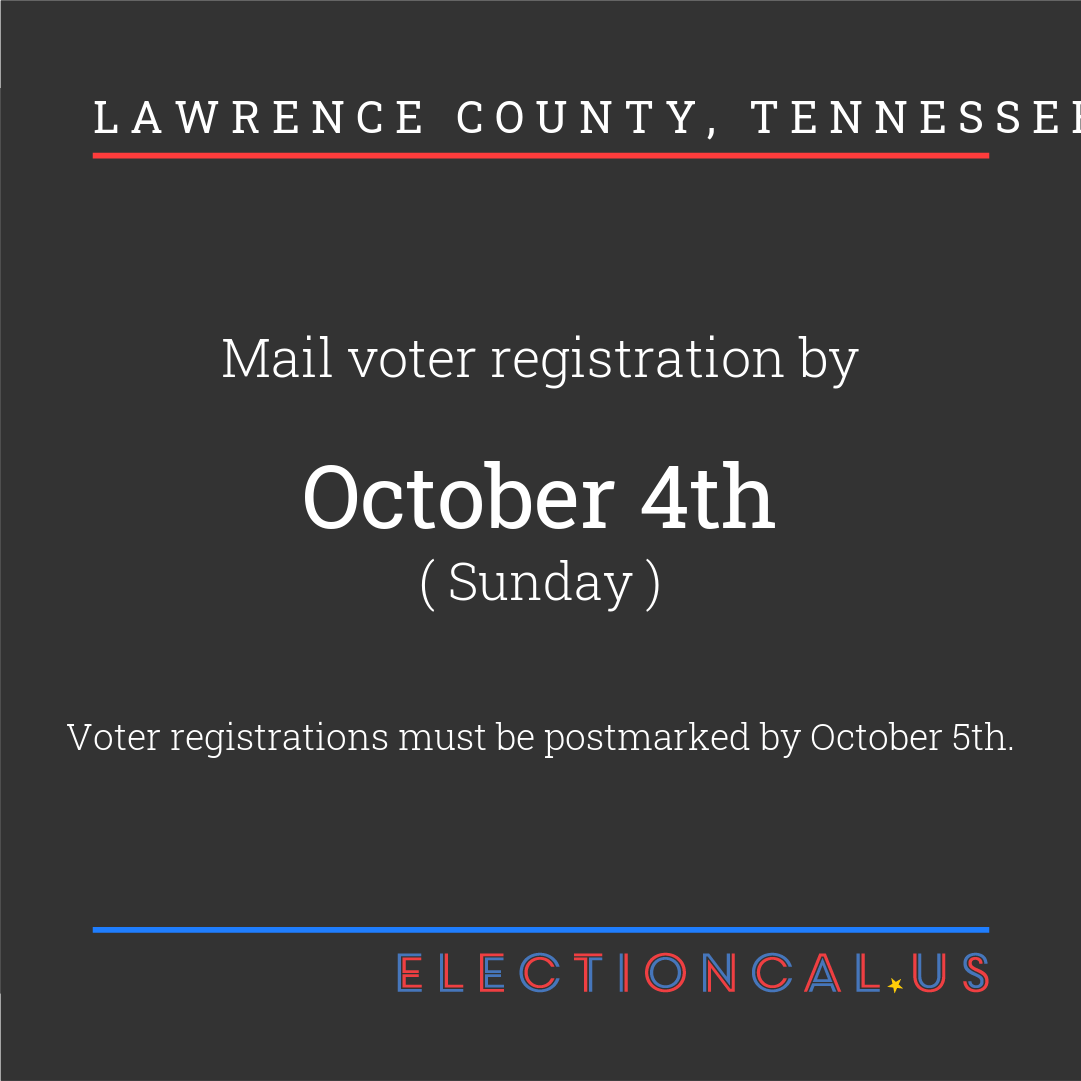 LAWRENCE COUNTY, TENNESSEE
Mail voter registration by
October 4th
( Sunday )
Voter registrations must be postmarked by October 5th.
ELECTIONCAL.US